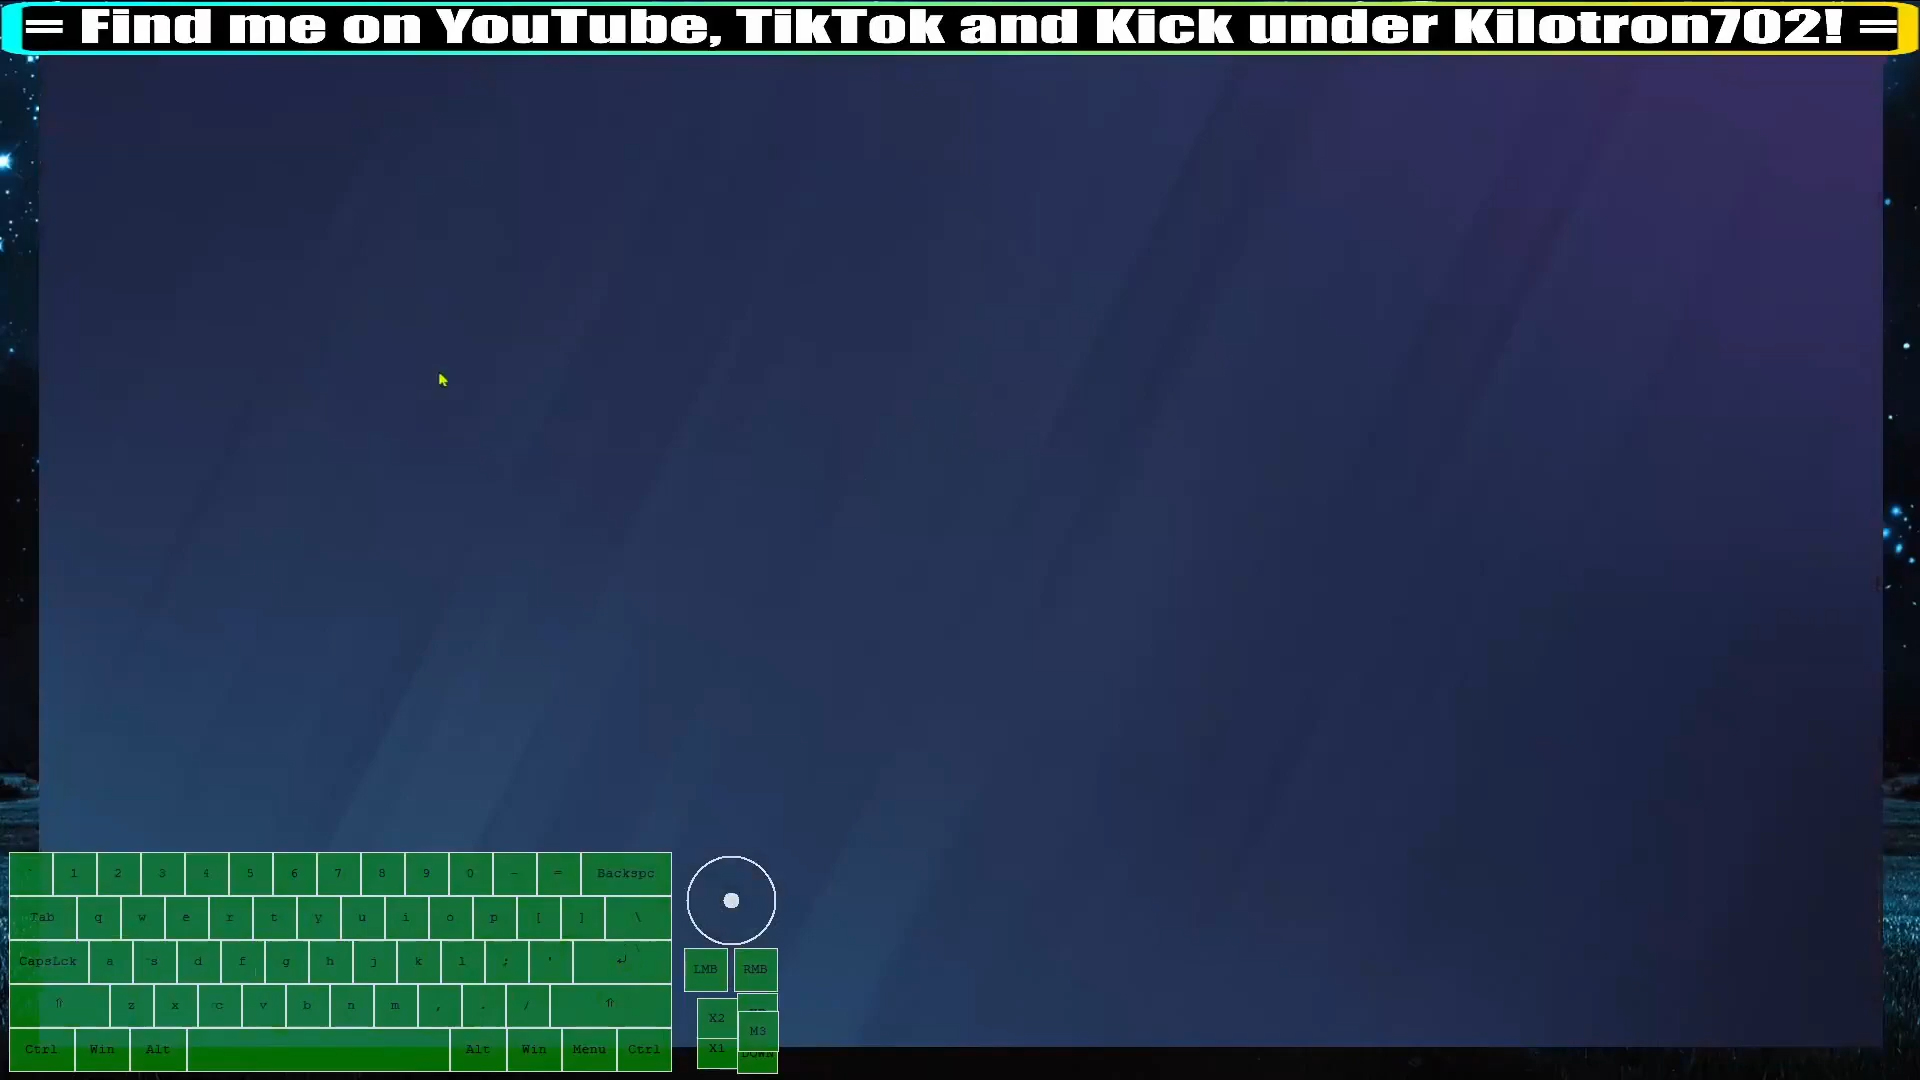 = Find me on YouTube, TikTok and Kick under Kilotron702! =
1 2 3 4 5 6 7 8 9 0 - = Backspc
Tab q w e r t y u i o p [ ] \
CapsLck a s d f g h j k l ; ' ↵
⇧ z x c v b n m , . / ⇧
Ctrl Win Alt Alt Win Menu Ctrl
LMB RMB
X2 M3
X1 DOWN